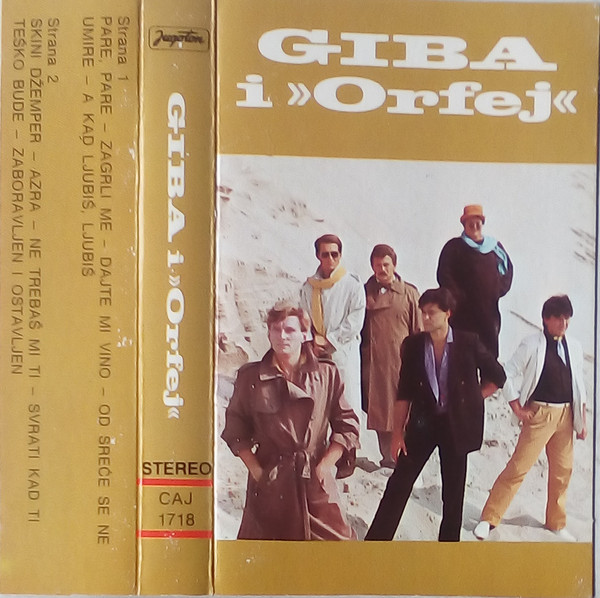 GIBA
i »Orfej«
Jugoton
GIBA i »Orfej«
STEREO
CAJ
1718
Strana 1
PARE, PARE – ZAGRLI ME – DAJTE MI VINO – OD SREĆE SE NE
UMIRE – A KAD LJUBIŠ, LJUBIŠ
Strana 2
SKINI DŽEMPER – AZRA – NE TREBAŠ MI TI – SVRATI KAD TI
TEŠKO BUDE – ZABORAVLJEN I OSTAVLJEN